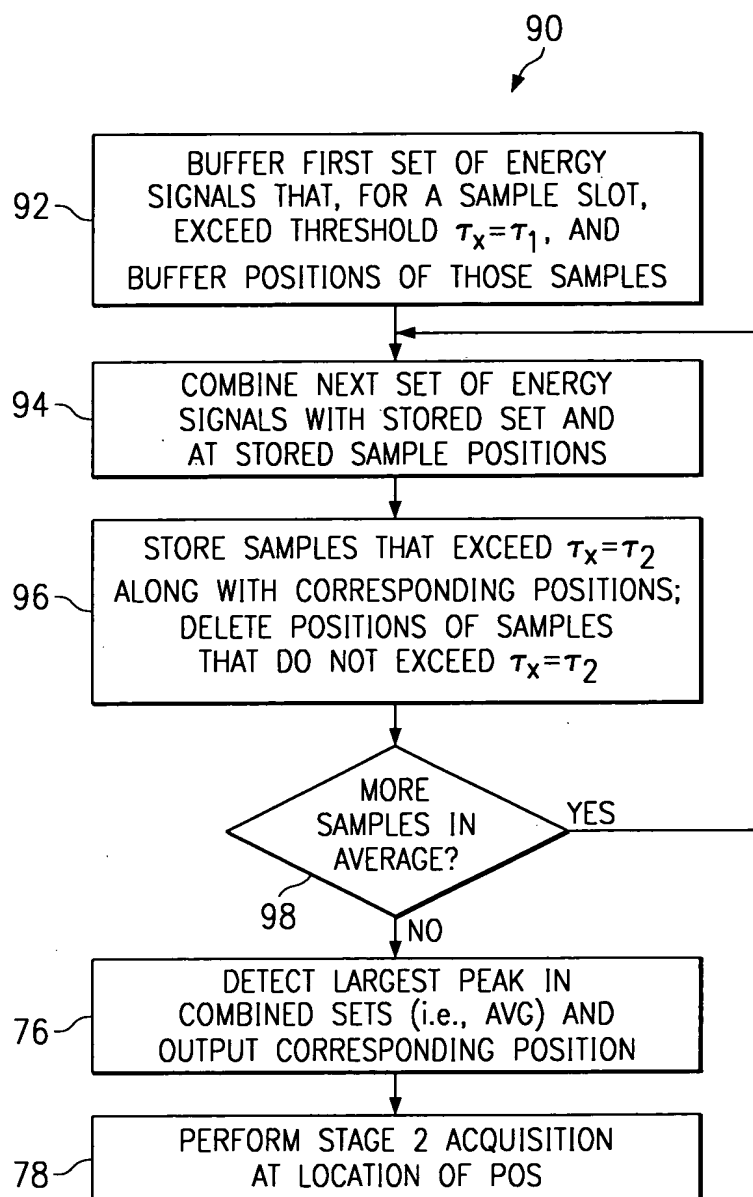 90
92
BUFFER FIRST SET OF ENERGY
SIGNALS THAT, FOR A SAMPLE SLOT,
EXCEED THRESHOLD τx=τ1, AND
BUFFER POSITIONS OF THOSE SAMPLES
94
COMBINE NEXT SET OF ENERGY
SIGNALS WITH STORED SET AND
AT STORED SAMPLE POSITIONS
96
STORE SAMPLES THAT EXCEED τx=τ2
ALONG WITH CORRESPONDING POSITIONS;
DELETE POSITIONS OF SAMPLES
THAT DO NOT EXCEED τx=τ2
MORE
SAMPLES IN
AVERAGE?
YES
98
NO
76
DETECT LARGEST PEAK IN
COMBINED SETS (i.e., AVG) AND
OUTPUT CORRESPONDING POSITION
78
PERFORM STAGE 2 ACQUISITION
AT LOCATION OF POS